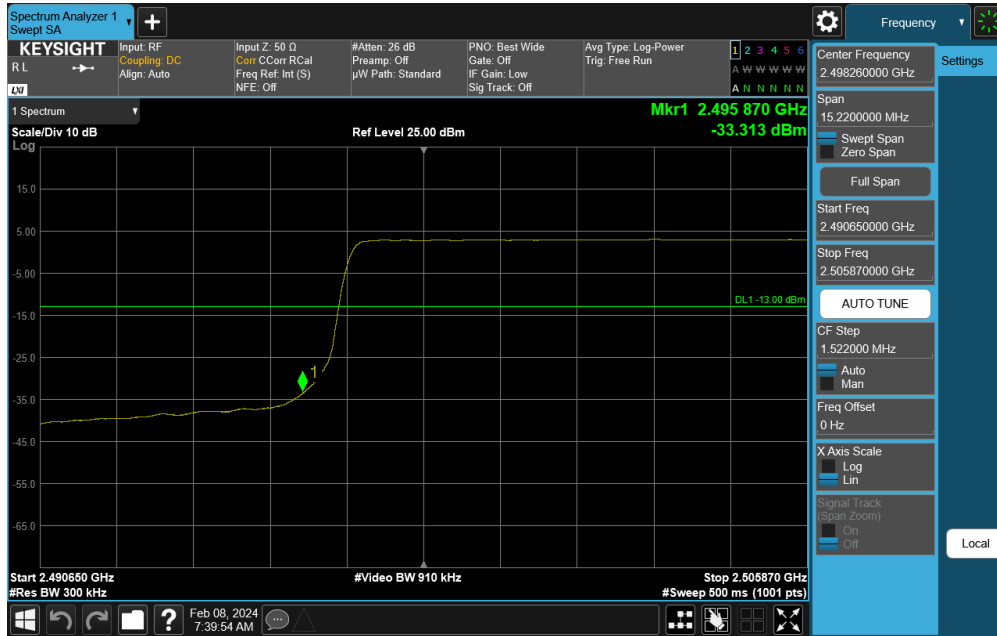 Spectrum Analyzer 1
Swept SA
Frequency
KEYSIGHT
R L
LXI
Input: RF
Coupling: DC
Align: Auto
Input Z: 50 Ω
Corr CCorr RCal
Freq Ref: Int (S)
NFE: Off
#Atten: 26 dB
Preamp: Off
µW Path: Standard
PNO: Best Wide
Gate: Off
IF Gain: Low
Sig Track: Off
Avg Type: Log-Power
Trig: Free Run
1 2 3 4 5 6
A W W W W W
A N N N N N
1 Spectrum
Scale/Div 10 dB
Log
Ref Level 25.00 dBm
Mkr1 2.495 870 GHz
-33.313 dBm
15.0
5.00
-5.00
-15.0
-25.0
-35.0
-45.0
-55.0
-65.0
DL1 -13.00 dBm
1
Start 2.490650 GHz
#Res BW 300 kHz
#Video BW 910 kHz
Stop 2.505870 GHz
#Sweep 500 ms (1001 pts)
Center Frequency
2.498260000 GHz
Span
15.2200000 MHz
Swept Span
Zero Span
Full Span
Start Freq
2.490650000 GHz
Stop Freq
2.505870000 GHz
AUTO TUNE
CF Step
1.522000 MHz
Auto
Man
Freq Offset
0 Hz
X Axis Scale
Log
Lin
Signal Track
(Span Zoom)
On
Off
Settings
Local
?
Feb 08, 2024
7:39:54 AM